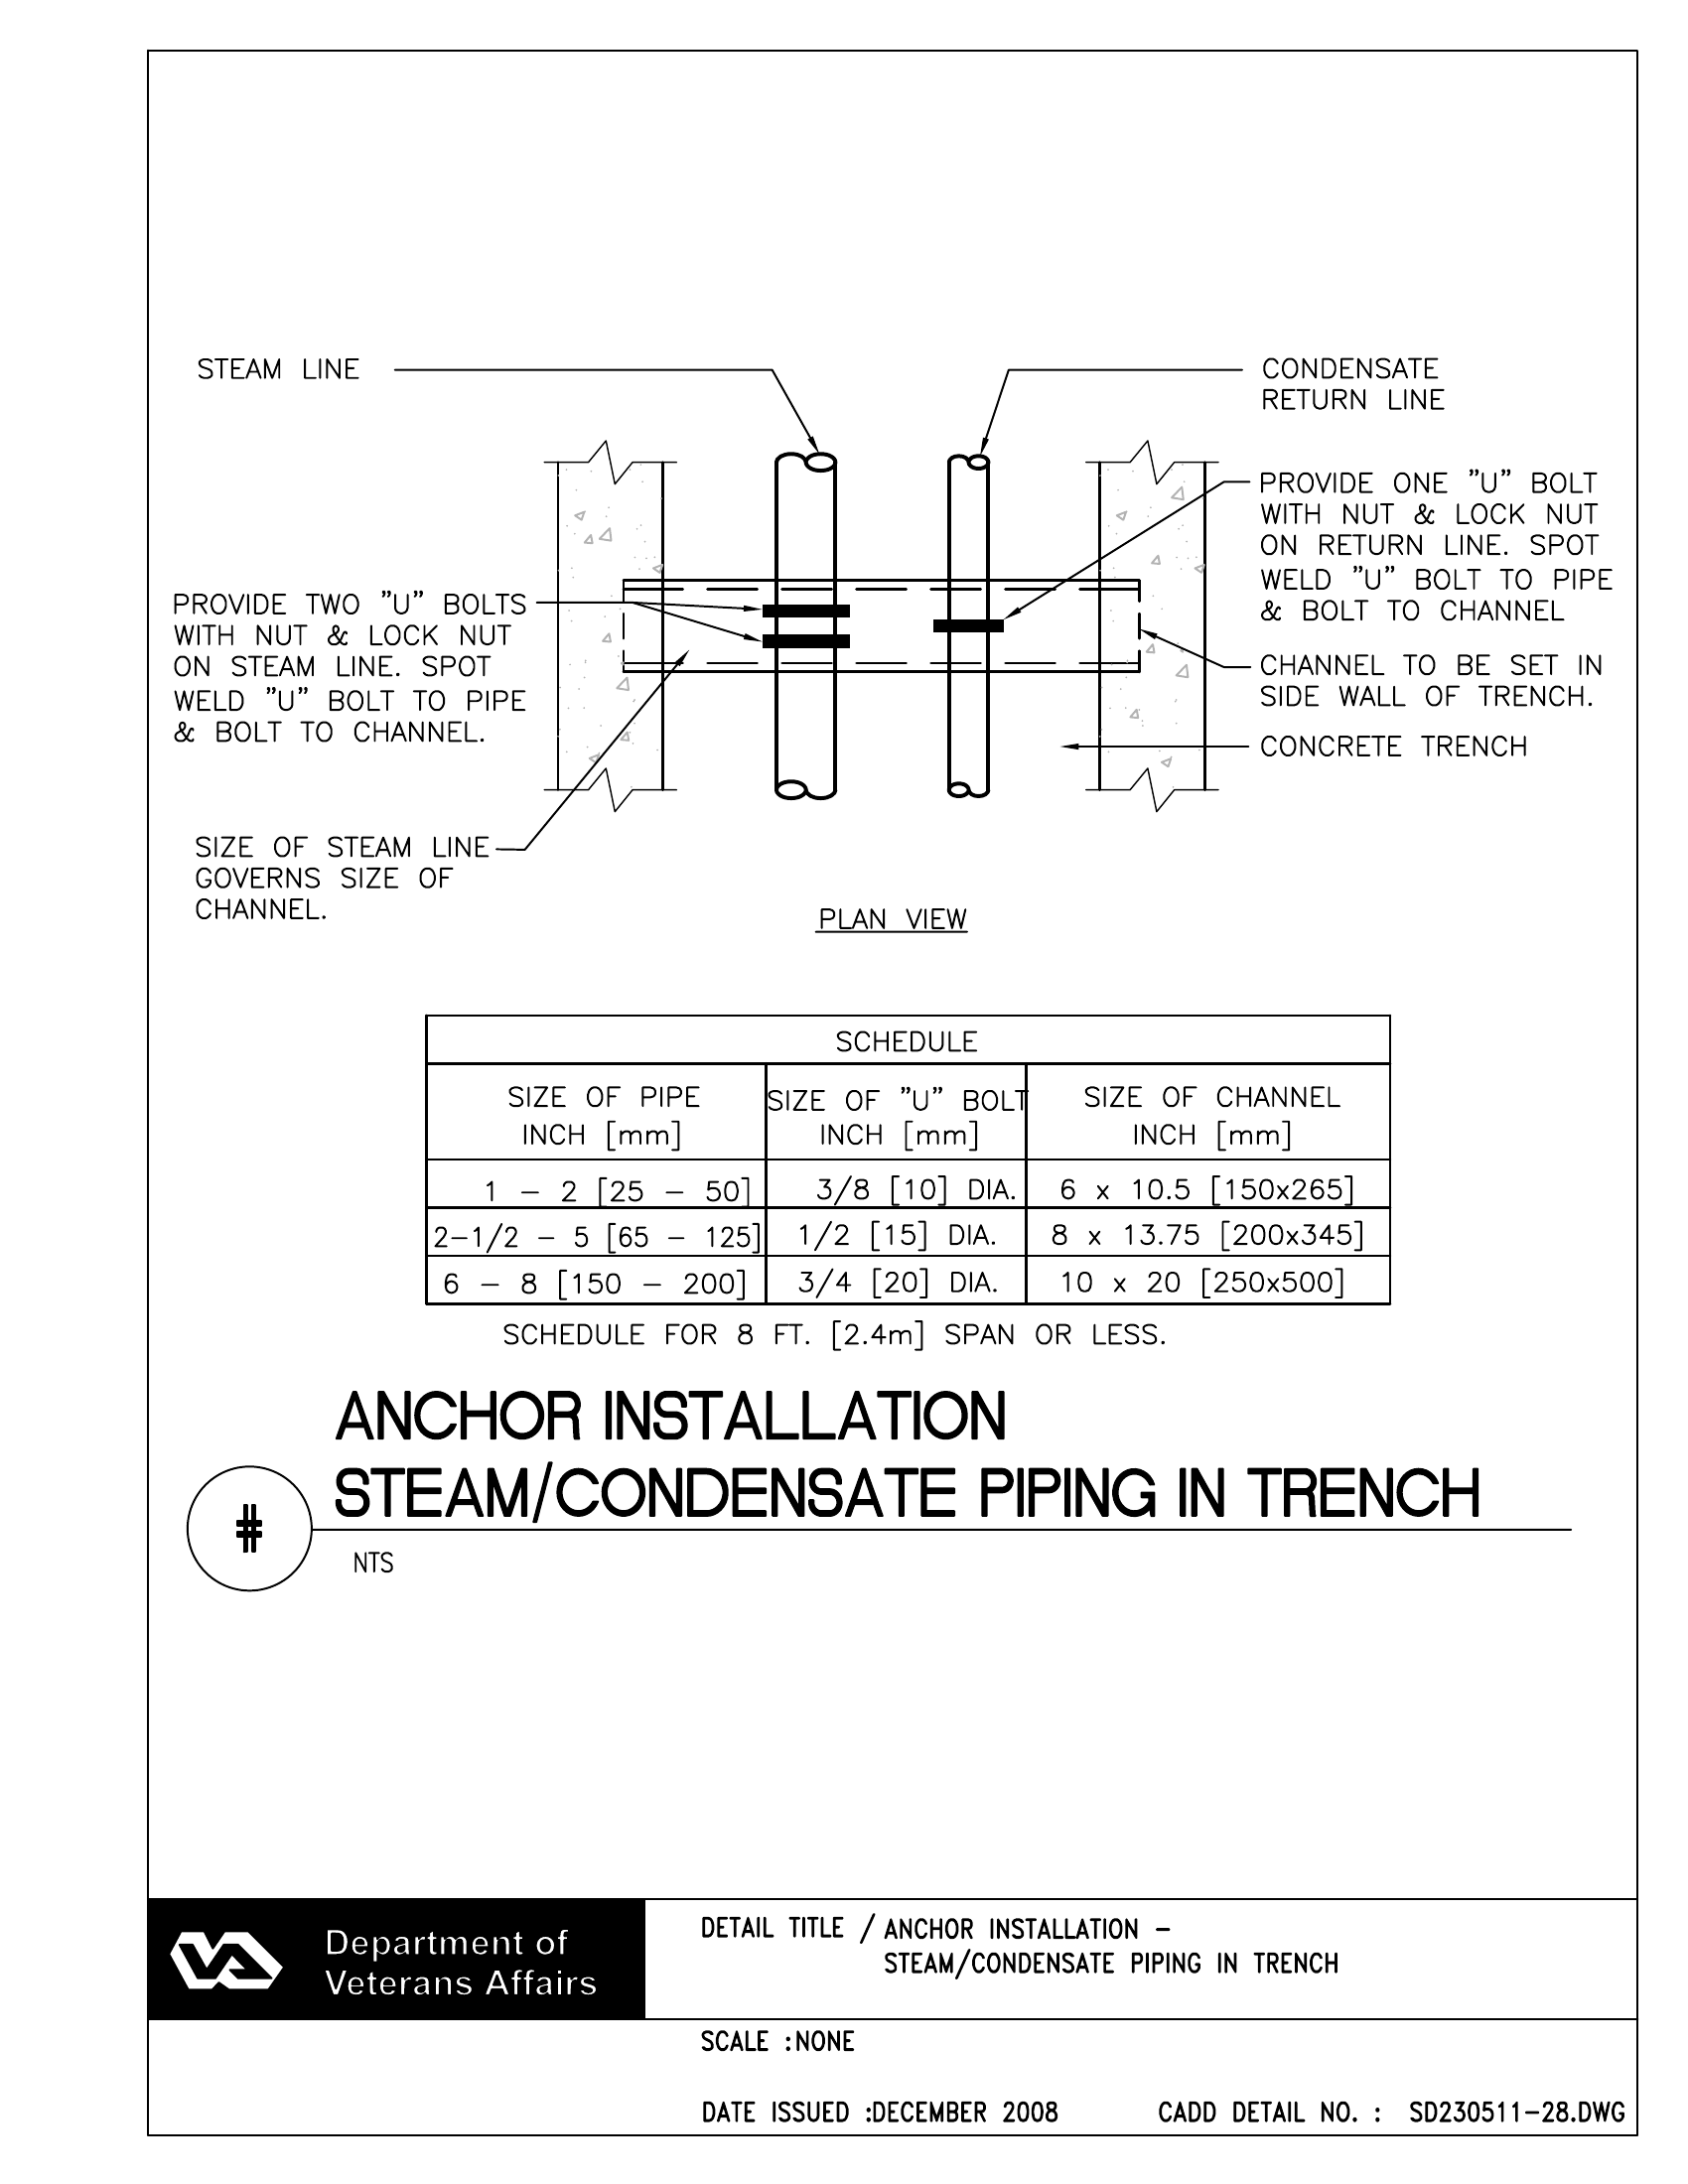 STEAM LINE
CONDENSATE
RETURN LINE
PROVIDE ONE "U" BOLT
WITH NUT & LOCK NUT
ON RETURN LINE. SPOT
WELD "U" BOLT TO PIPE
& BOLT TO CHANNEL
PROVIDE TWO "U" BOLTS
WITH NUT & LOCK NUT
ON STEAM LINE. SPOT
WELD "U" BOLT TO PIPE
& BOLT TO CHANNEL.
CHANNEL TO BE SET IN
SIDE WALL OF TRENCH.
CONCRETE TRENCH
SIZE OF STEAM LINE
GOVERNS SIZE OF
CHANNEL.
PLAN VIEW
SCHEDULE
SIZE OF PIPE
INCH [mm]
SIZE OF "U" BOLT
INCH [mm]
SIZE OF CHANNEL
INCH [mm]
1 - 2 [25 - 50] 3/8 [10] DIA. 6 x 10.5 [150x265]
2-1/2 - 5 [65 - 125] 1/2 [15] DIA. 8 x 13.75 [200x345]
6 - 8 [150 - 200] 3/4 [20] DIA. 10 x 20 [250x500]
SCHEDULE FOR 8 FT. [2.4m] SPAN OR LESS.
ANCHOR INSTALLATION
STEAM/CONDENSATE PIPING IN TRENCH
#
NTS
VA
Department of
Veterans Affairs
DETAIL TITLE / ANCHOR INSTALLATION -
STEAM/CONDENSATE PIPING IN TRENCH
SCALE :NONE
DATE ISSUED :DECEMBER 2008 CADD DETAIL NO. : SD230511-28.DWG